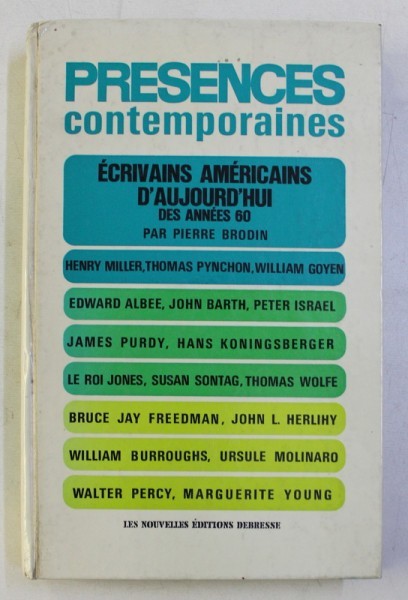 PRESENCES
contemporaines
ÉCRIVAINS AMÉRICAINS
D'AUJOURD'HUI
DES ANNÉES 60
PAR PIERRE BRODIN
HENRY MILLER, THOMAS PYNCHON, WILLIAM GOYEN
EDWARD ALBEE, JOHN BARTH, PETER ISRAEL
JAMES PURDY, HANS KONINGSBERGER
LE ROI JONES, SUSAN SONTAG, THOMAS WOLFE
BRUCE JAY FREEDMAN, JOHN L. HERLIHY
WILLIAM BURROUGHS, URSULE MOLINARO
WALTER PERCY, MARGUERITE YOUNG
LES NOUVELLES ÉDITIONS DEBRESSE